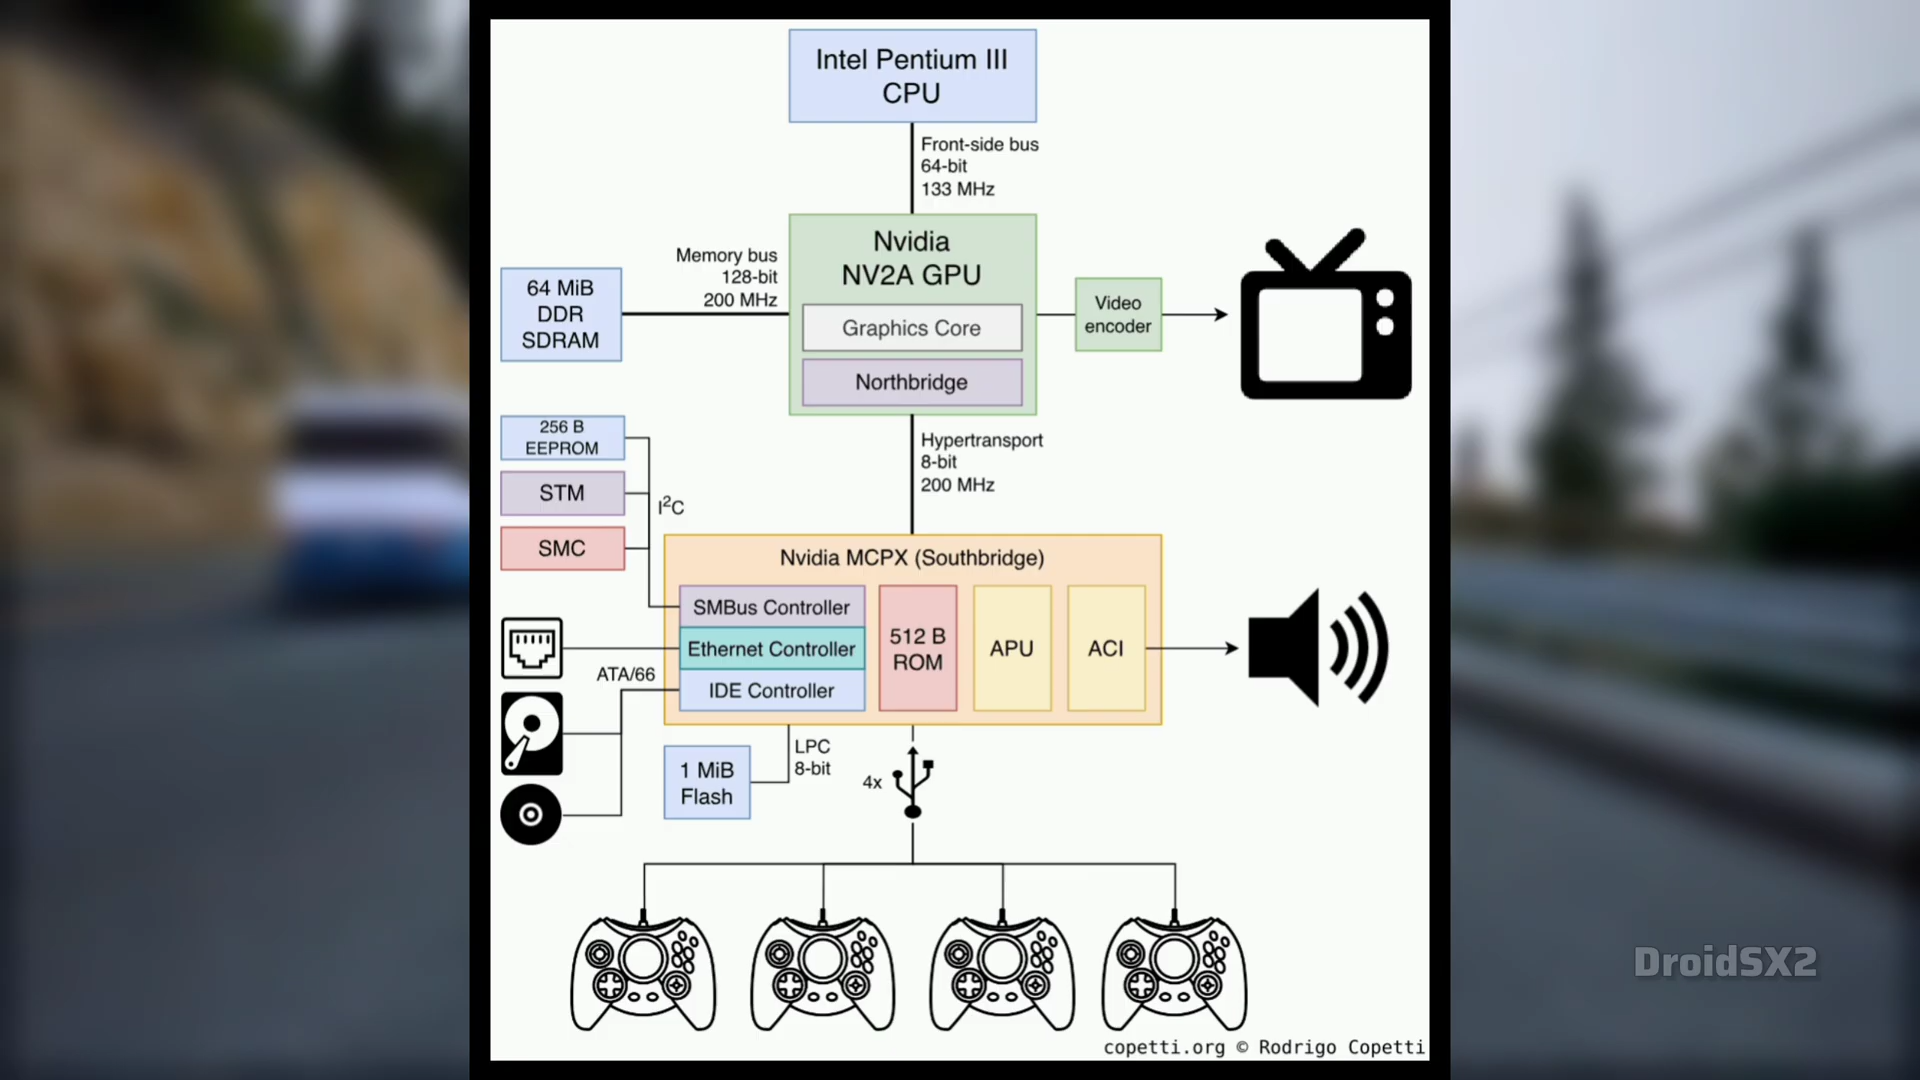 Intel Pentium III
CPU
Front-side bus
64-bit
133 MHz
Nvidia
NV2A GPU
Graphics Core
Northbridge
Memory bus
128-bit
200 MHz
64 MiB
DDR
SDRAM
Video
encoder
256 B
EEPROM
STM
SMC
I²C
Hypertransport
8-bit
200 MHz
Nvidia MCPX (Southbridge)
SMBus Controller
Ethernet Controller
IDE Controller
512 B
ROM
APU
ACI
ATA/66
1 MiB
Flash
LPC
8-bit
4x
DroidSX2
copetti.org © Rodrigo Copetti